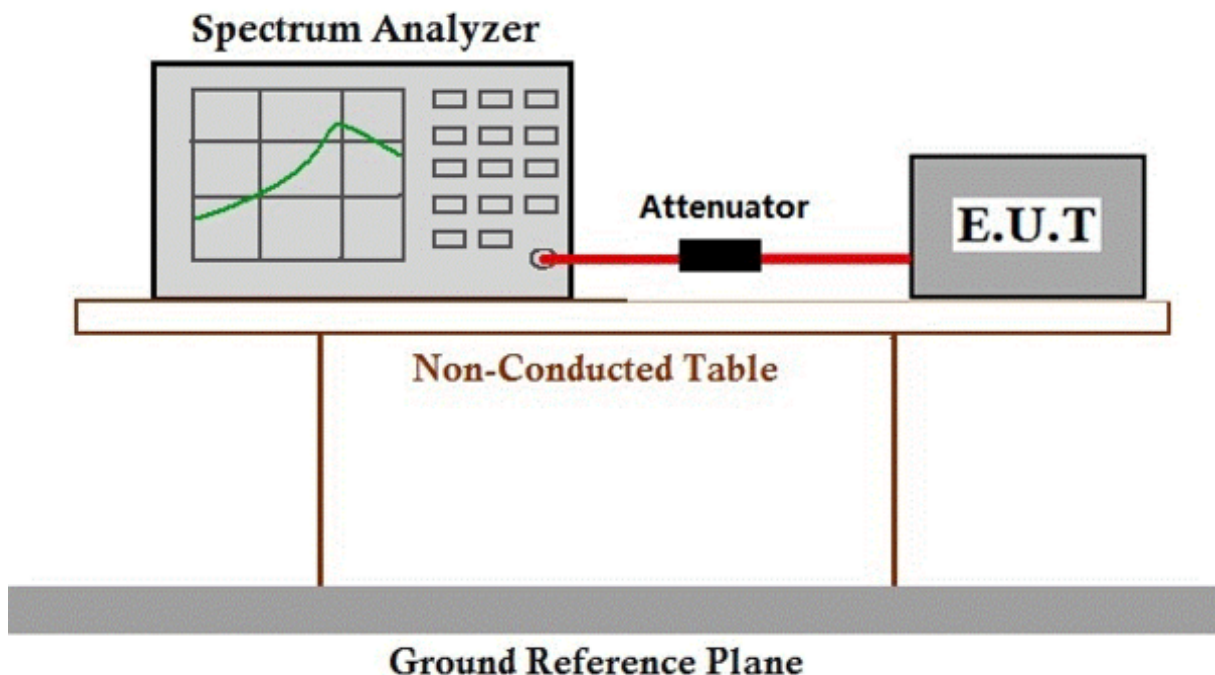 Spectrum Analyzer
Attenuator
E.U.T
Non-Conducted Table
Ground Reference Plane